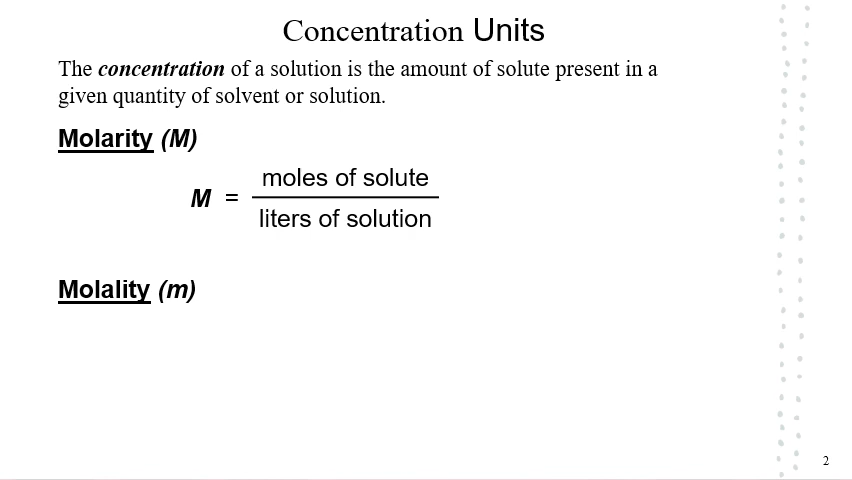 Concentration Units
The concentration of a solution is the amount of solute present in a
given quantity of solvent or solution.
Molarity (M)
moles of solute
M =
liters of solution
Molality (m)
2